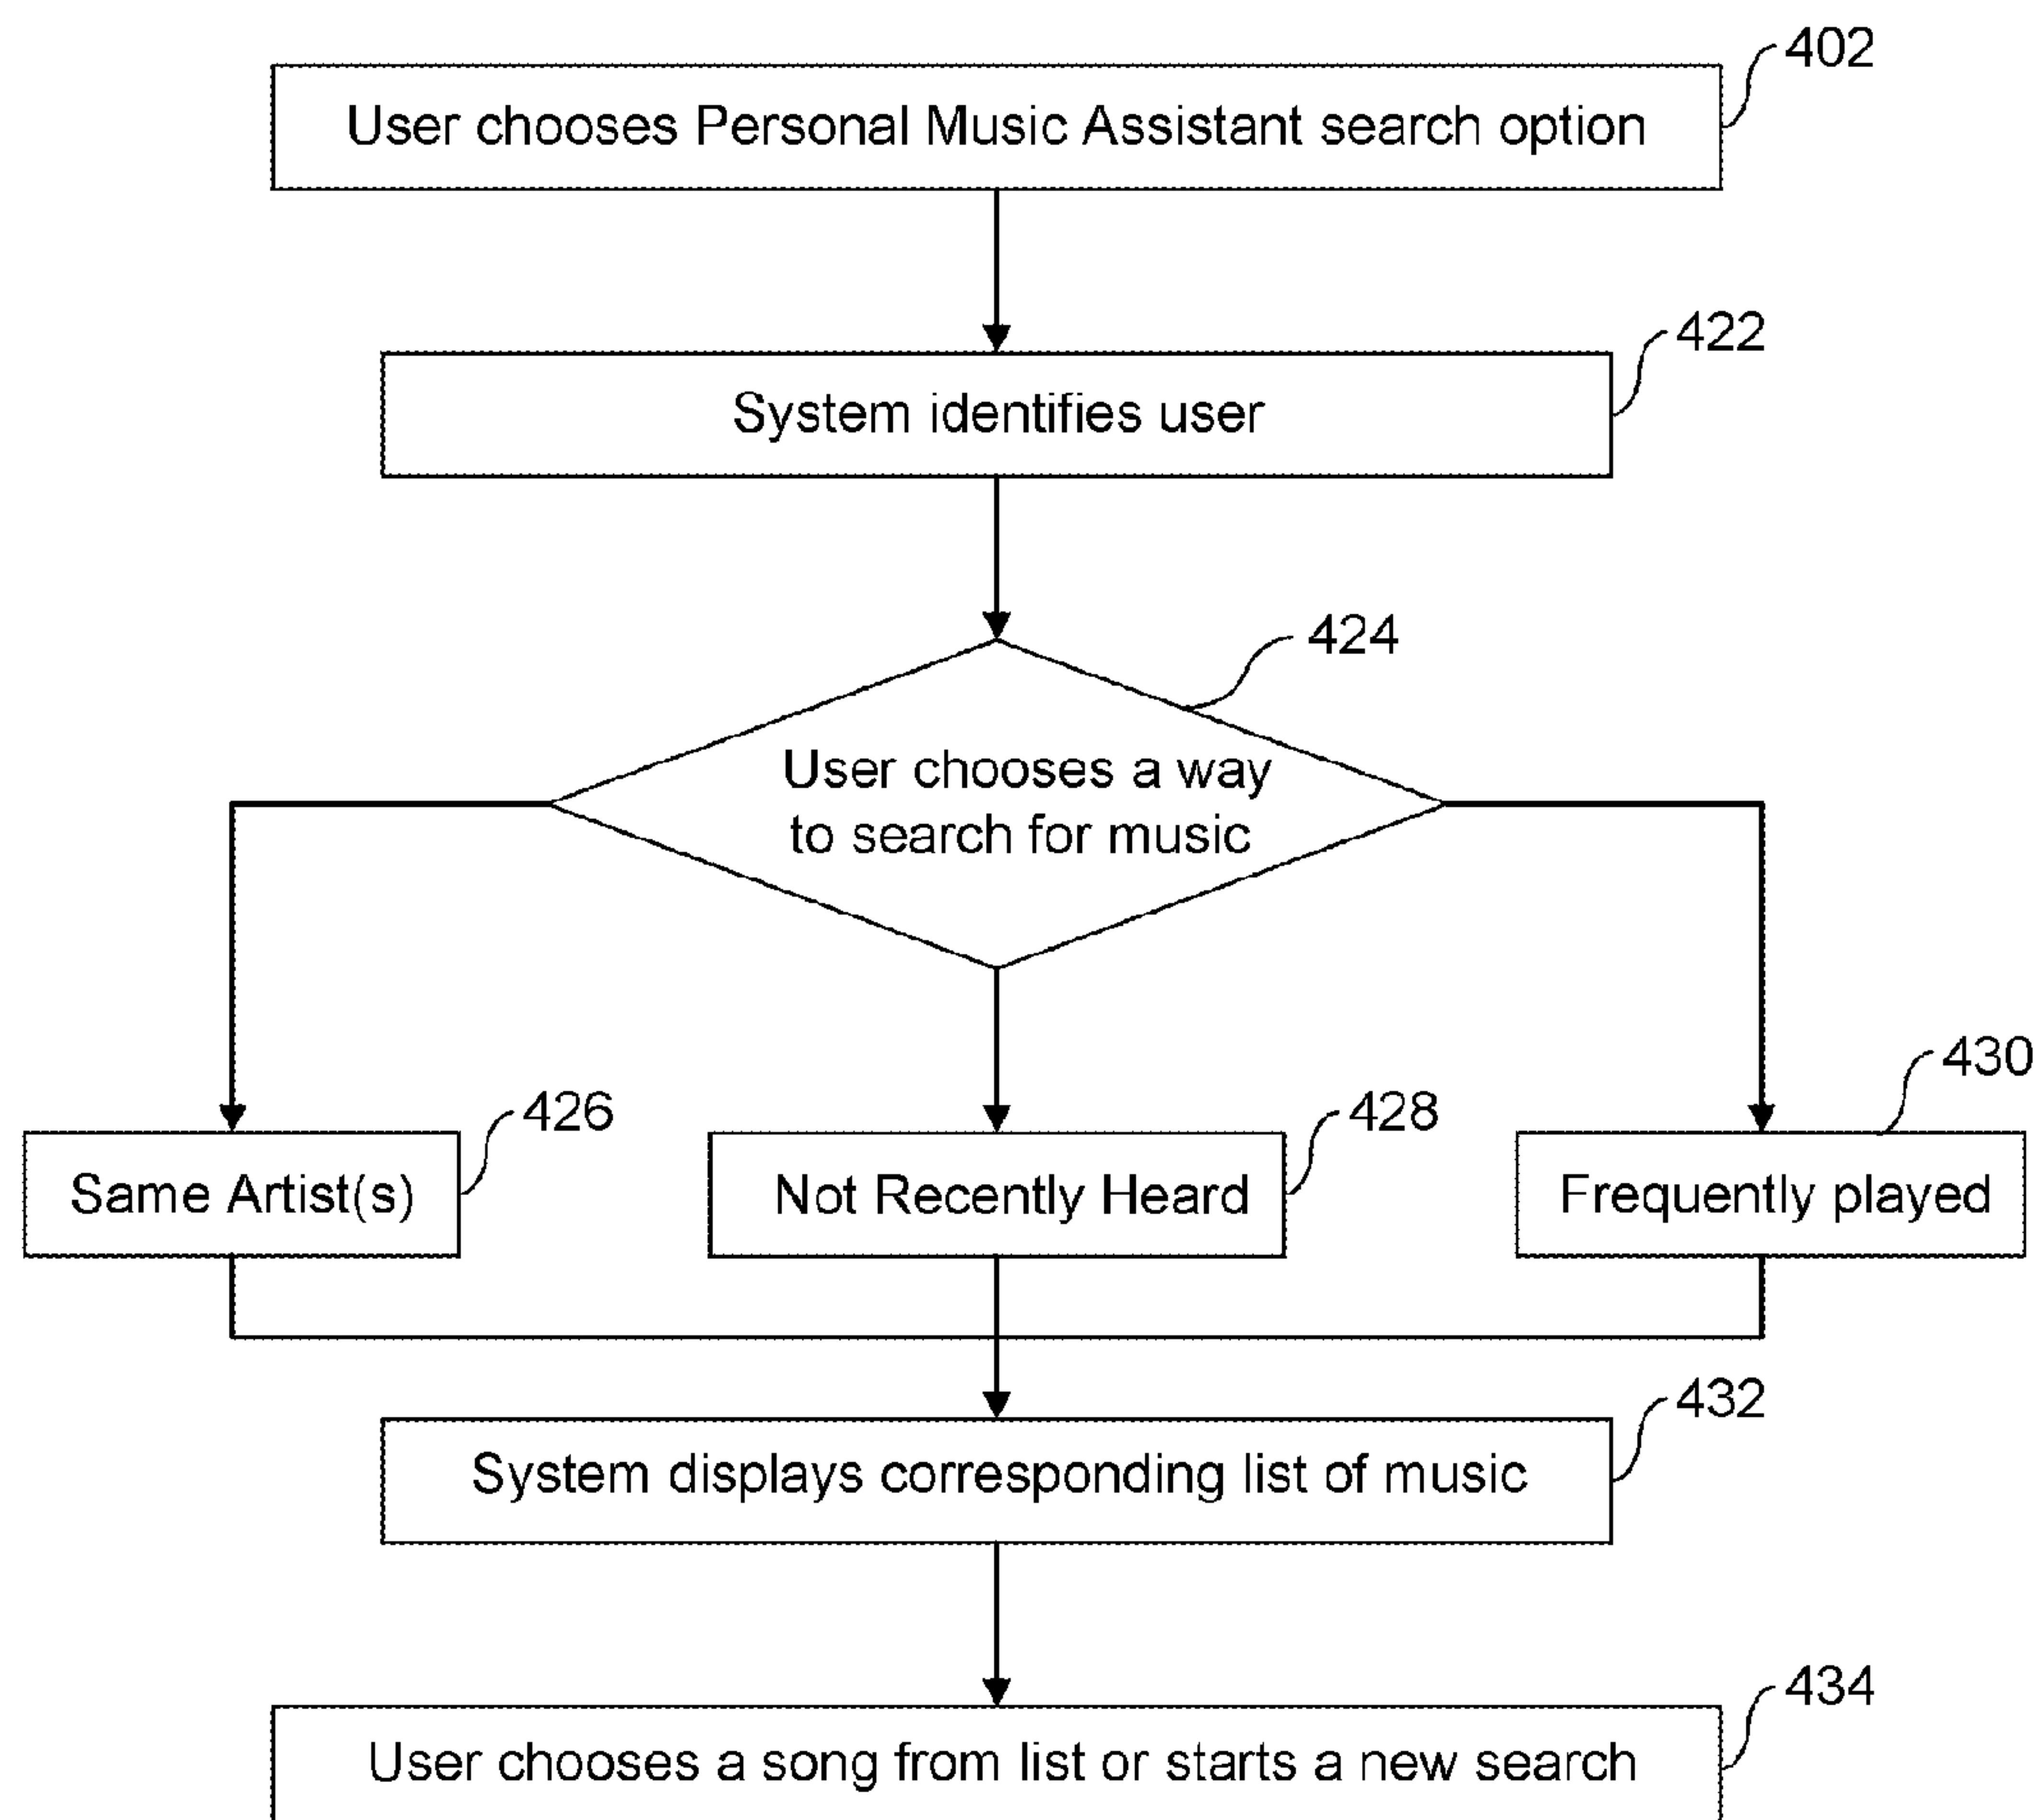 402
User chooses Personal Music Assistant search option
422
System identifies user
424
User chooses a way
to search for music
426
Same Artist(s)
428
Not Recently Heard
430
Frequently played
432
System displays corresponding list of music
434
User chooses a song from list or starts a new search